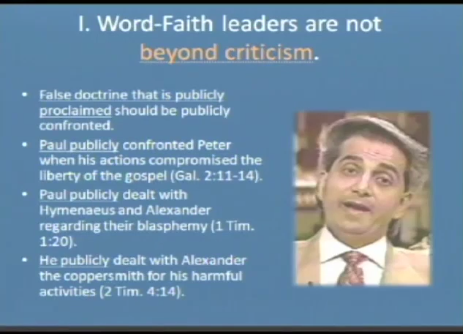 I. Word-Faith leaders are not
beyond criticism.
• False doctrine that is publicly
proclaimed should be publicly
confronted.
• Paul publicly confronted Peter
when his actions compromised the
liberty of the gospel (Gal. 2:11-14).
• Paul publicly dealt with
Hymenaeus and Alexander
regarding their blasphemy (1 Tim.
1:20).
• He publicly dealt with Alexander
the coppersmith for his harmful
activities (2 Tim. 4:14).